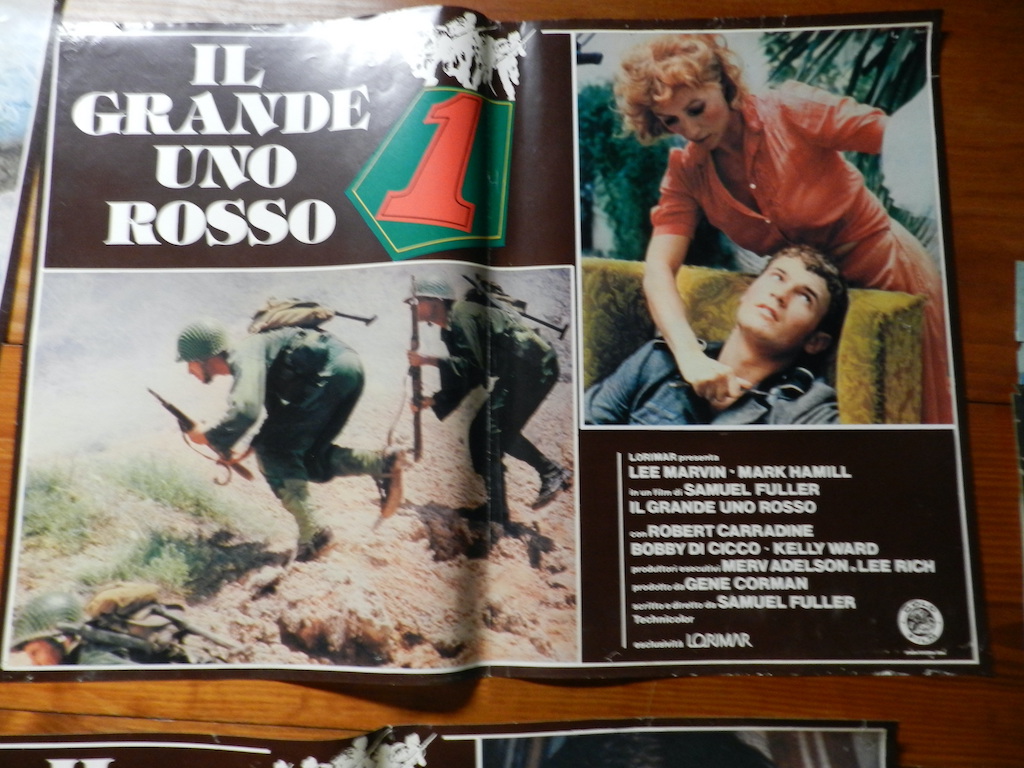 IL
GRANDE
UNO
ROSSO
1
LORIMAR presenta
LEE MARVIN - MARK HAMILL
in un film di SAMUEL FULLER
IL GRANDE UNO ROSSO
con ROBERT CARRADINE
BOBBY DI CICCO - KELLY WARD
produttori esecutivi MERV ADELSON e LEE RICH
prodotto da GENE CORMAN
scritto e diretto da SAMUEL FULLER
Technicolor
esclusività LORIMAR
IL